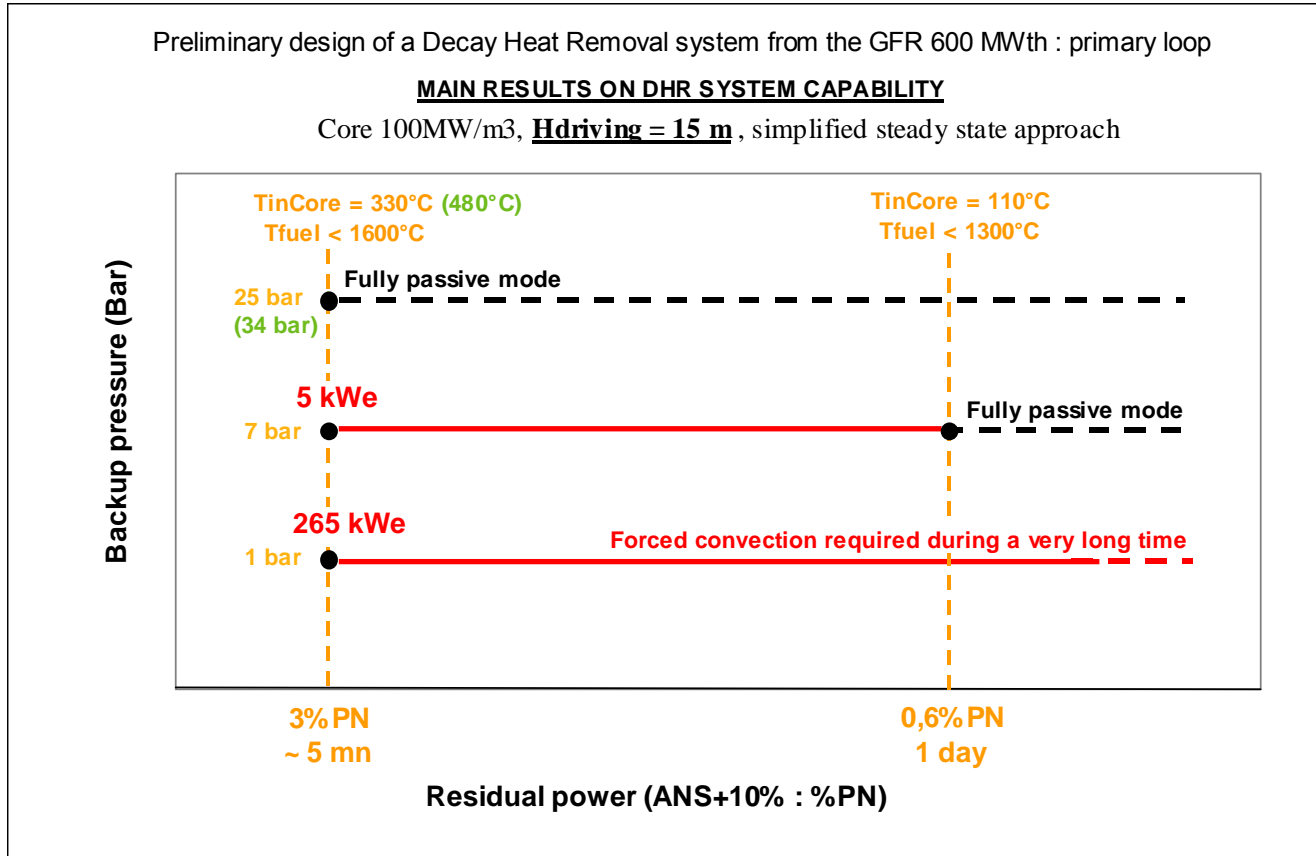 Preliminary design of a Decay Heat Removal system from the GFR 600 MWth : primary loop
MAIN RESULTS ON DHR SYSTEM CAPABILITY
Core 100MW/m3, Hdriving = 15 m , simplified steady state approach
TinCore = 330°C (480°C)
Tfuel < 1600°C
TinCore = 110°C
Tfuel < 1300°C
Backup pressure (Bar)
Fully passive mode
25 bar
(34 bar)
5 kWe
Fully passive mode
7 bar
265 kWe
Forced convection required during a very long time
1 bar
3% PN
~ 5 mn
0,6% PN
1 day
Residual power (ANS+10% : %PN)